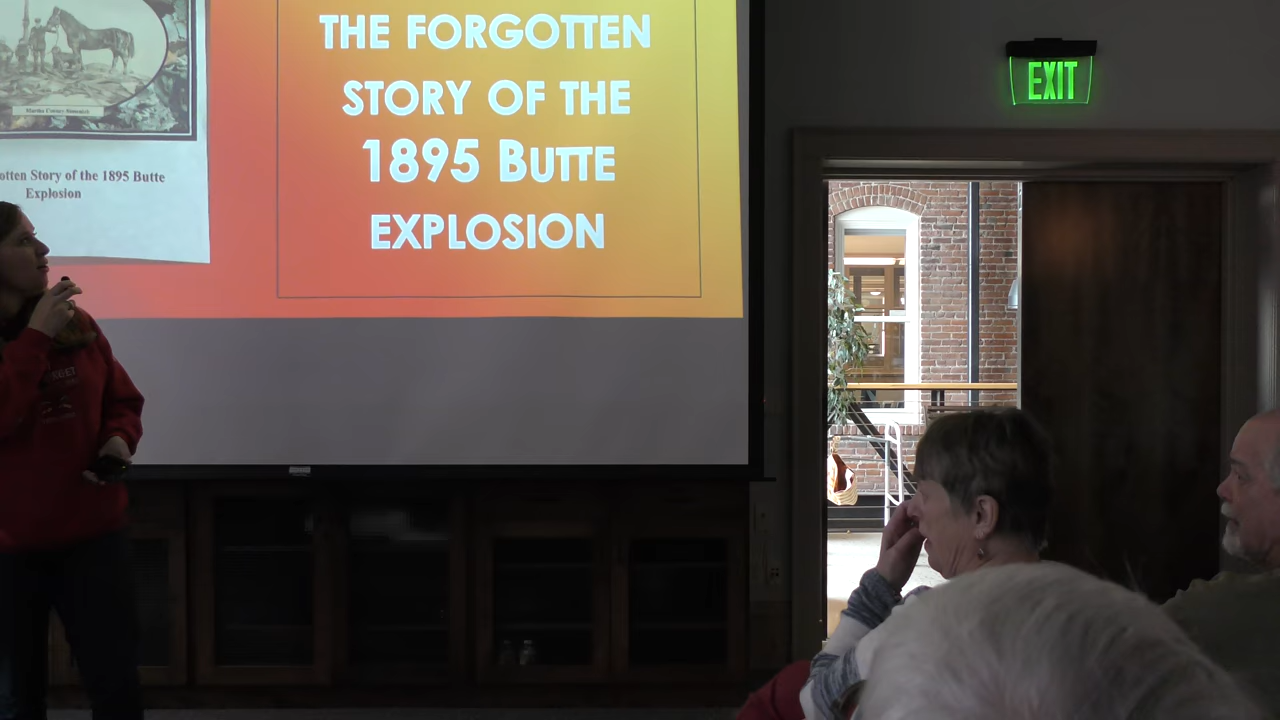 THE FORGOTTEN
STORY OF THE
1895 BUTTE
EXPLOSION
otten Story of the 1895 Butte
Explosion
EXIT